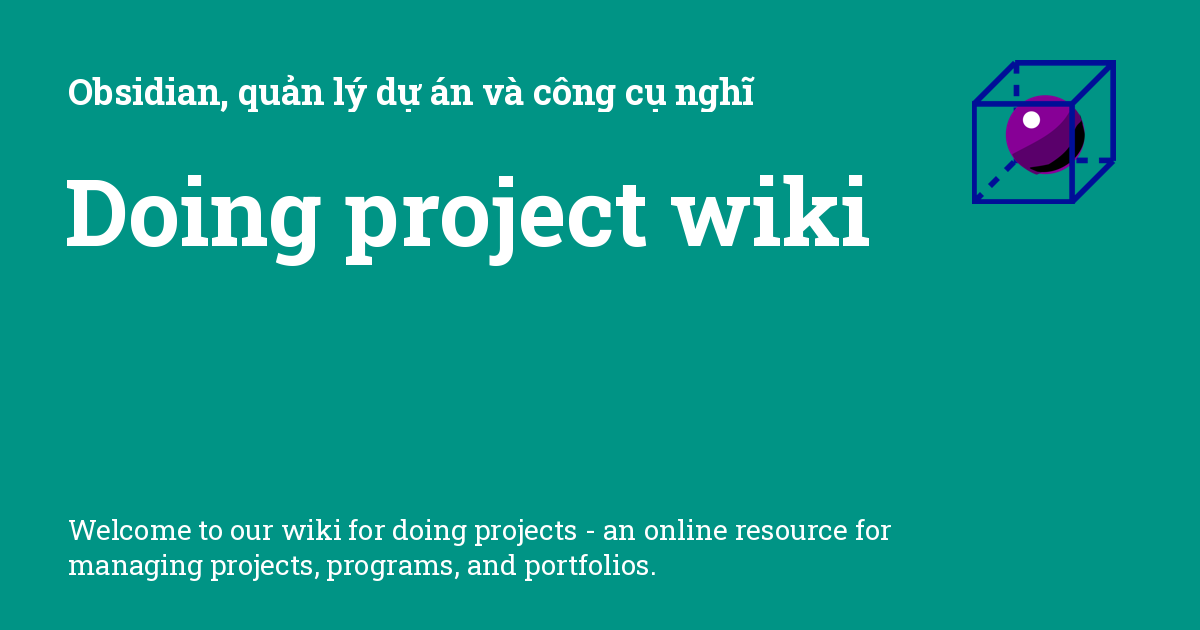 Obsidian, quản lý dự án và công cụ nghĩ
Doing project wiki
Welcome to our wiki for doing projects - an online resource for
managing projects, programs, and portfolios.